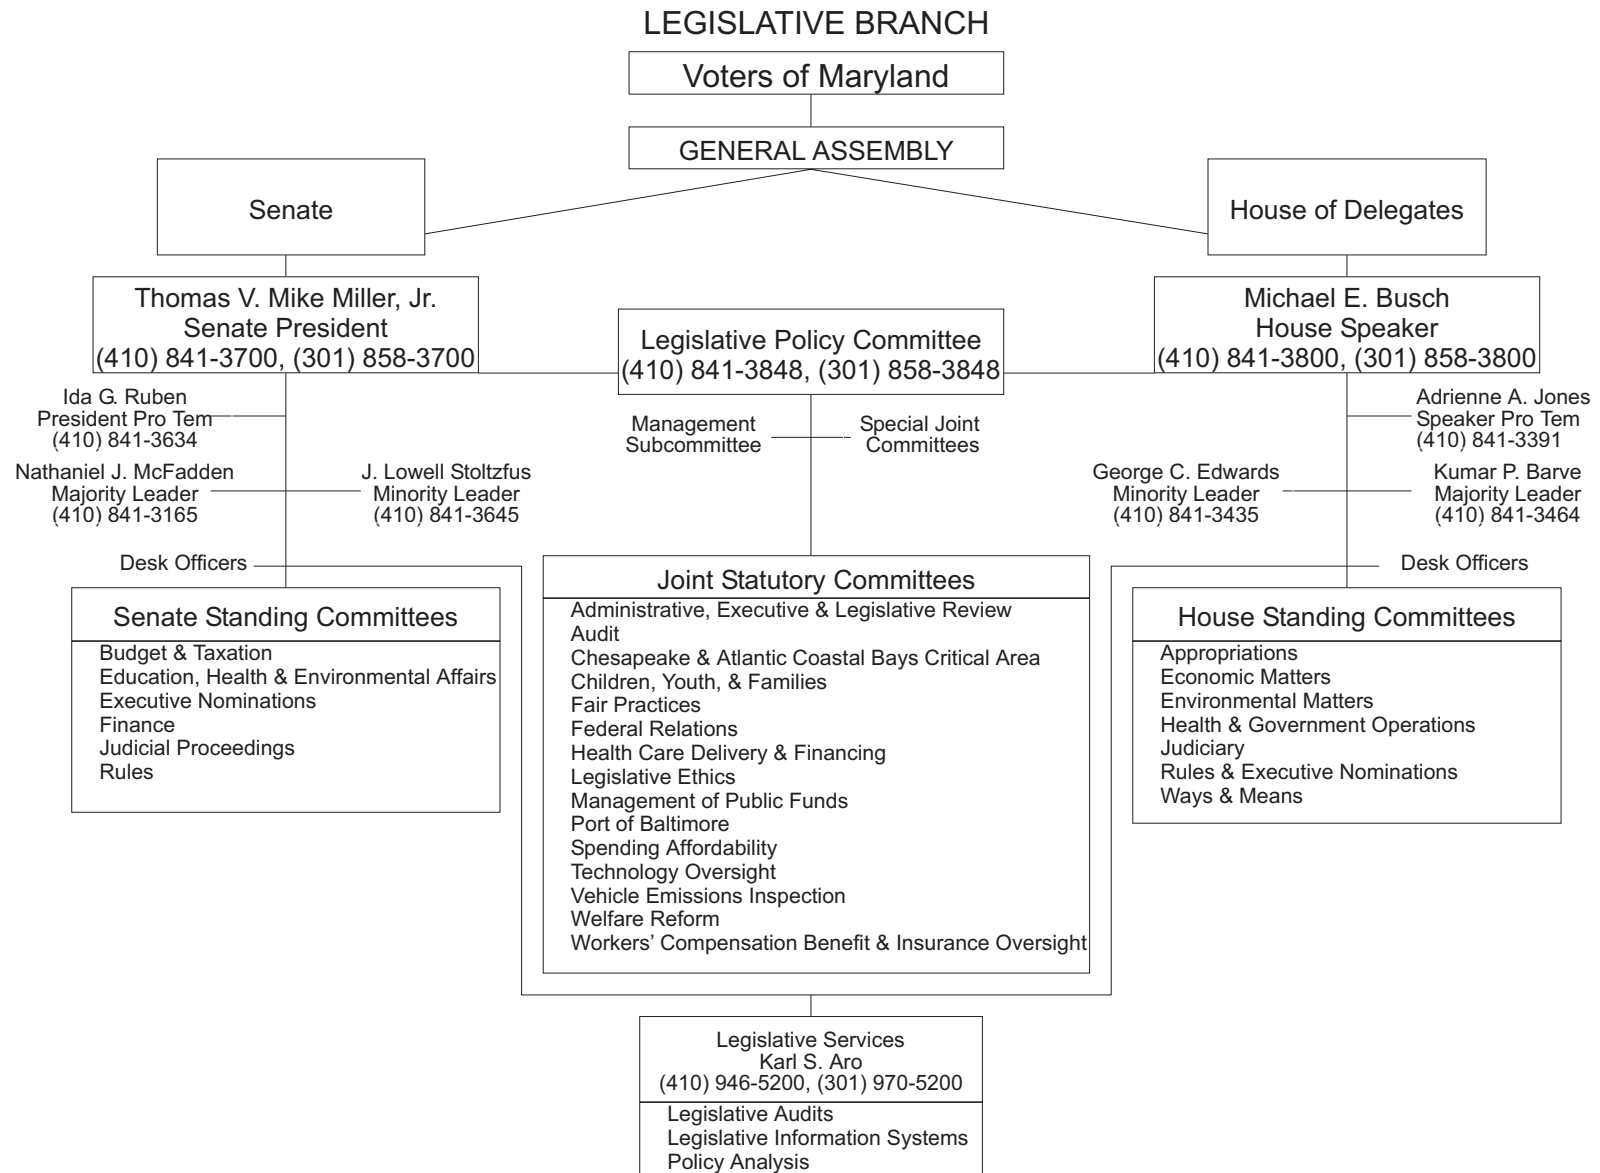 LEGISLATIVE BRANCH
Voters of Maryland
GENERAL ASSEMBLY
Senate
House of Delegates
Thomas V. Mike Miller, Jr.
Senate President
(410) 841-3700, (301) 858-3700
Legislative Policy Committee
(410) 841-3848, (301) 858-3848
Michael E. Busch
House Speaker
(410) 841-3800, (301) 858-3800
Ida G. Ruben
President Pro Tem
(410) 841-3634
Management
Subcommittee
Special Joint
Committees
Adrienne A. Jones
Speaker Pro Tem
(410) 841-3391
Nathaniel J. McFadden
Majority Leader
(410) 841-3165
J. Lowell Stoltzfus
Minority Leader
(410) 841-3645
George C. Edwards
Minority Leader
(410) 841-3435
Kumar P. Barve
Majority Leader
(410) 841-3464
Desk Officers
Desk Officers
Senate Standing Committees
Budget & Taxation
Education, Health & Environmental Affairs
Executive Nominations
Finance
Judicial Proceedings
Rules
Joint Statutory Committees
Administrative, Executive & Legislative Review
Audit
Chesapeake & Atlantic Coastal Bays Critical Area
Children, Youth, & Families
Fair Practices
Federal Relations
Health Care Delivery & Financing
Legislative Ethics
Management of Public Funds
Port of Baltimore
Spending Affordability
Technology Oversight
Vehicle Emissions Inspection
Welfare Reform
Workers’ Compensation Benefit & Insurance Oversight
House Standing Committees
Appropriations
Economic Matters
Environmental Matters
Health & Government Operations
Judiciary
Rules & Executive Nominations
Ways & Means
Legislative Services
Karl S. Aro
(410) 946-5200, (301) 970-5200
Legislative Audits
Legislative Information Systems
Policy Analysis